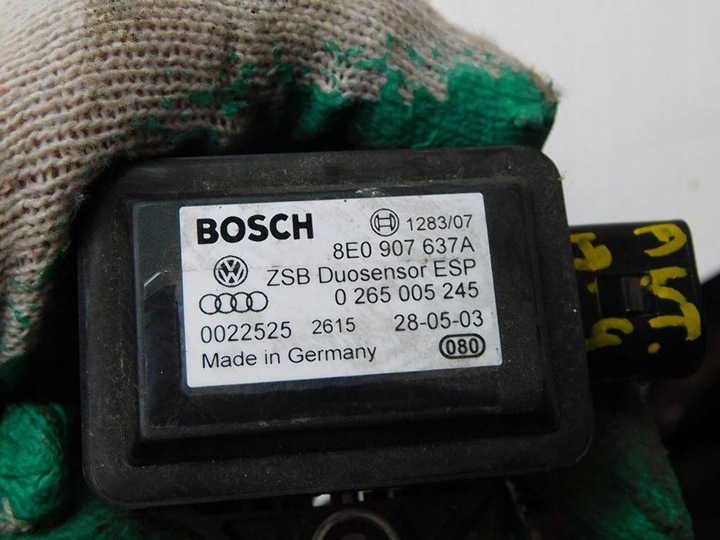 BOSCH 1283/07
8E0 907 637A
ZSB Duosensor ESP
0 265 005 245
0022525 2615 28-05-03
Made in Germany 080